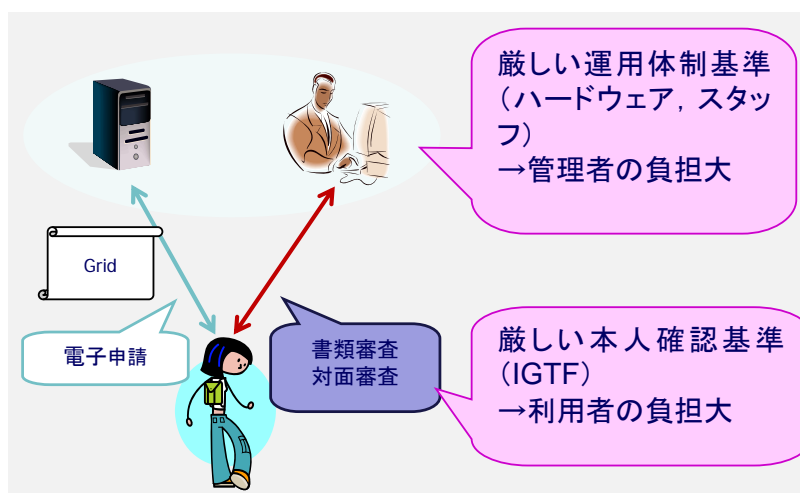 厳しい運用体制基準
（ハードウェア，スタッ
フ）
→管理者の負担大
Grid
電子申請
書類審査
対面審査
厳しい本人確認基準
（IGTF）
→利用者の負担大